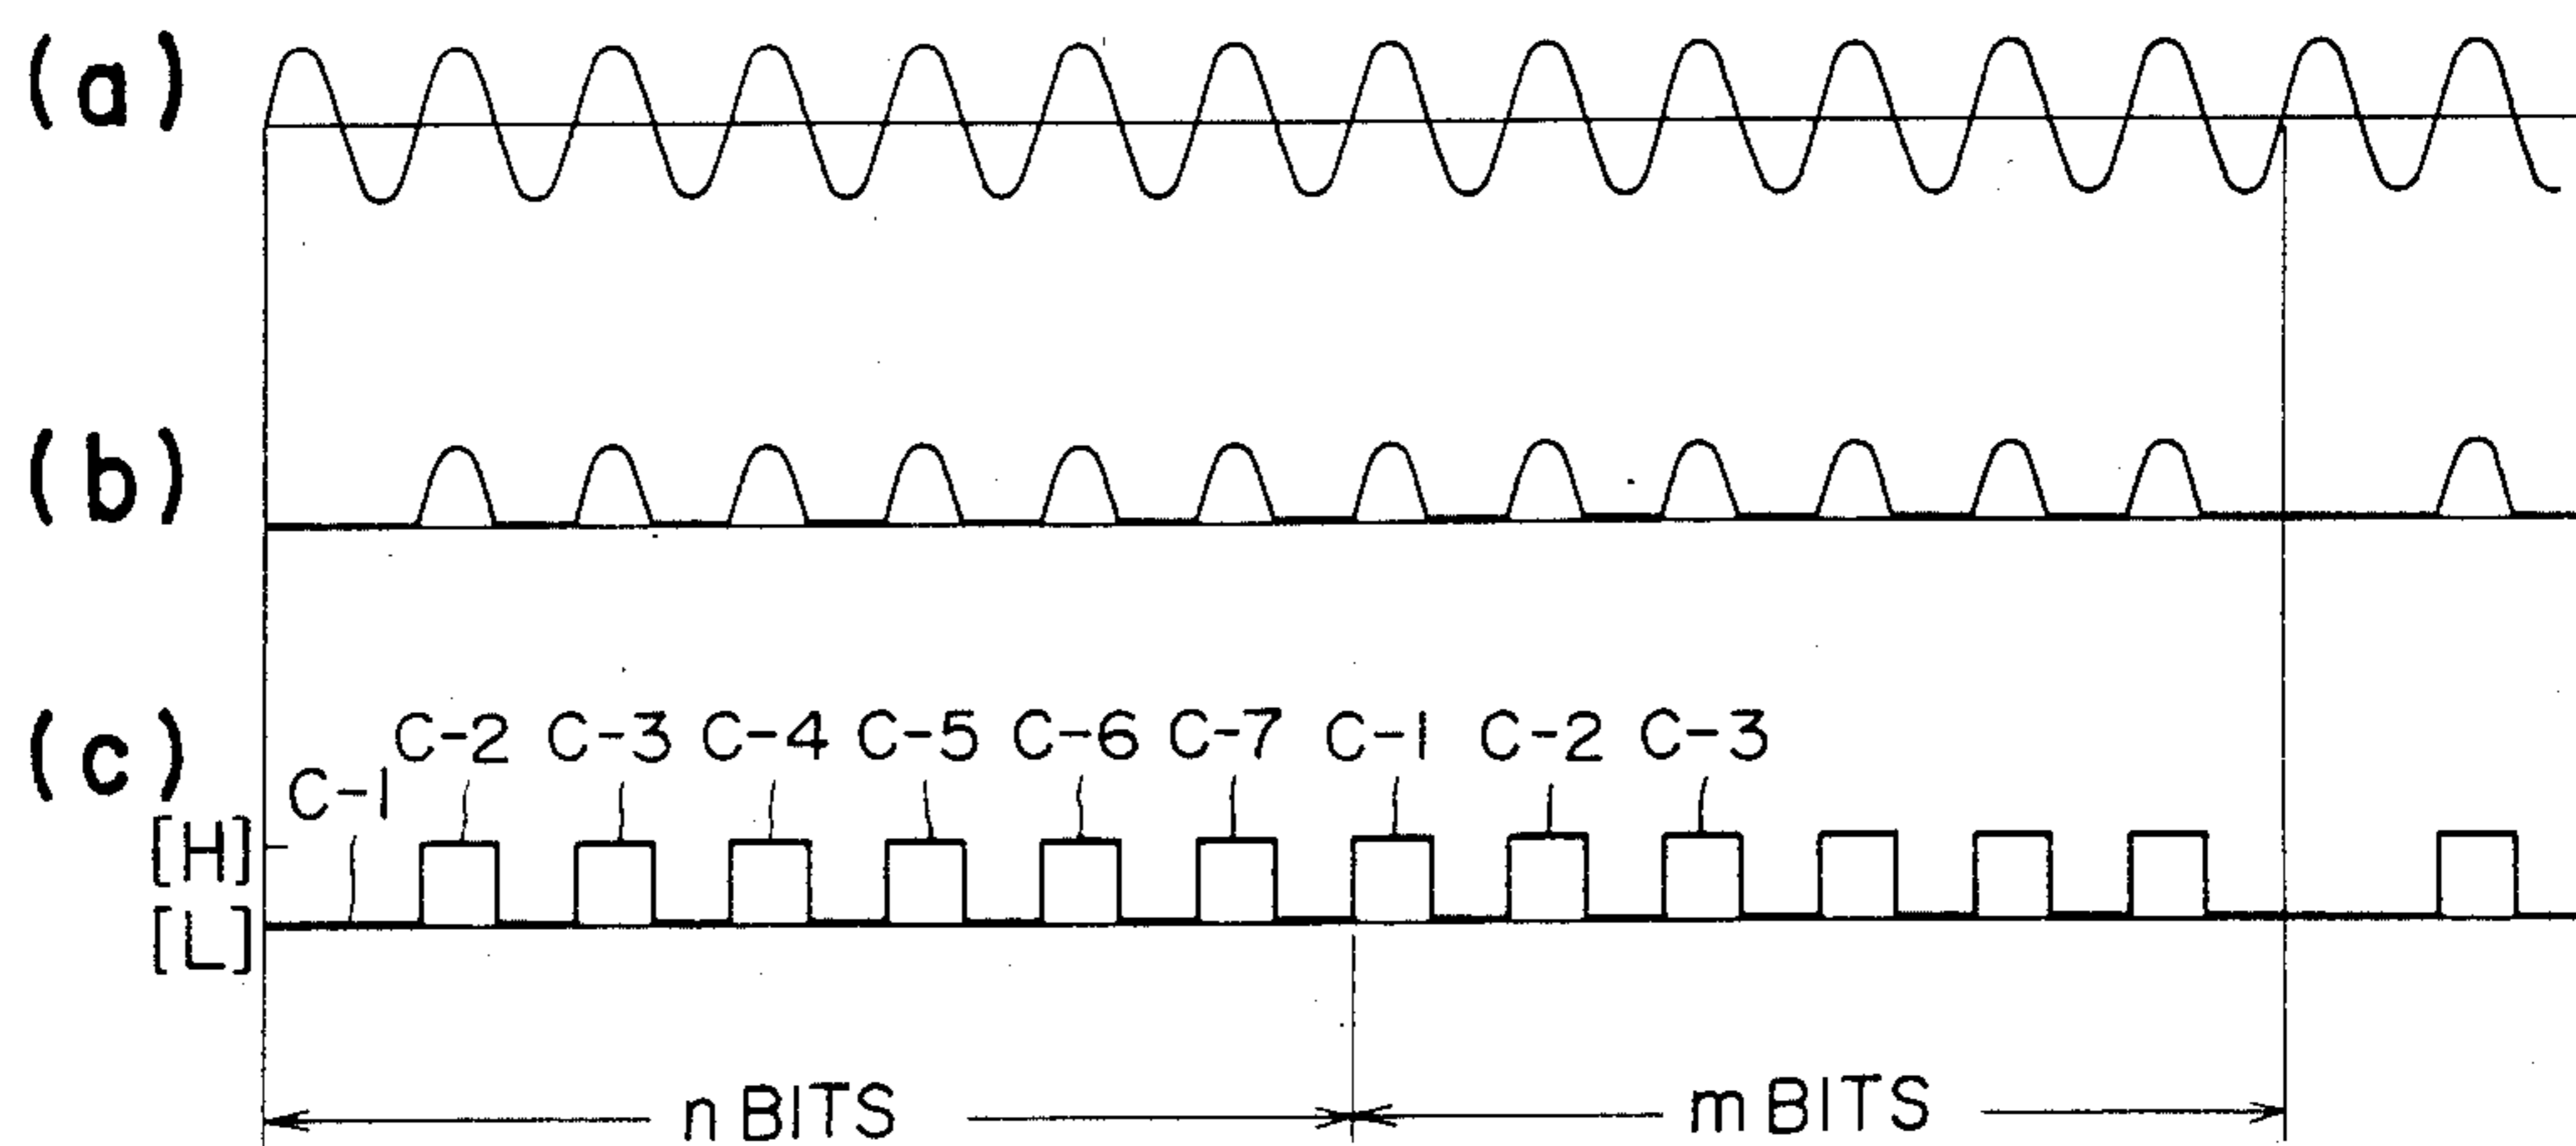 (a)
(b)
(c)
C-1 C-2 C-3 C-4 C-5 C-6 C-7 C-1 C-2 C-3
[H]
[L]
n BITS m BITS